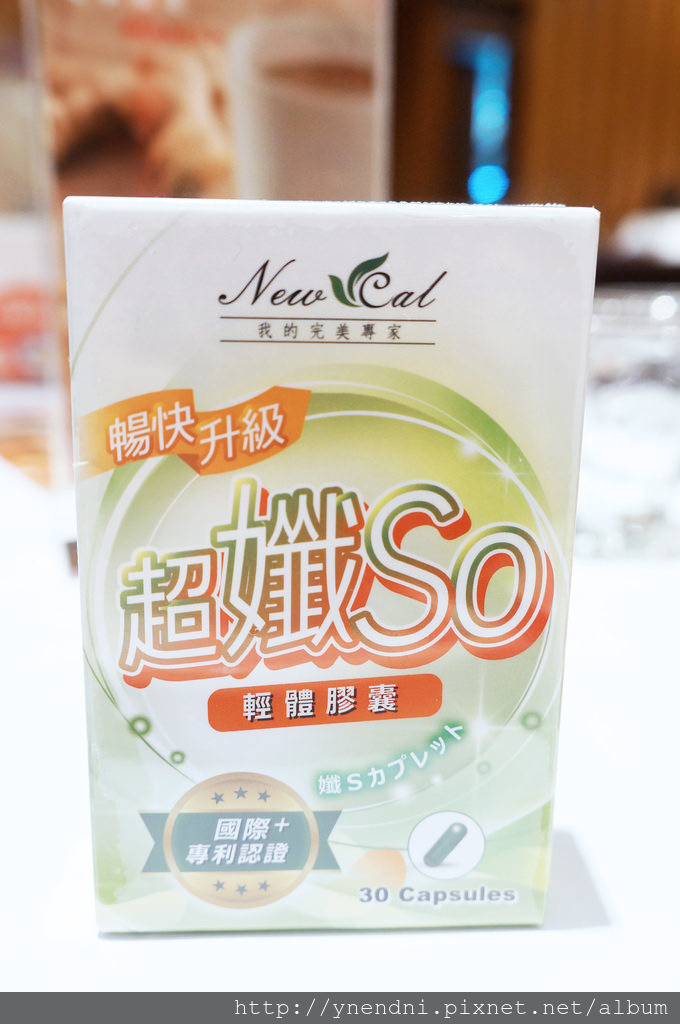 New Cal
我的完美專家
暢快升級
超孅So
輕體膠囊
孅Sカプレット
國際+
專利認證
30 Capsules
http://ynendni.pixnet.net/album